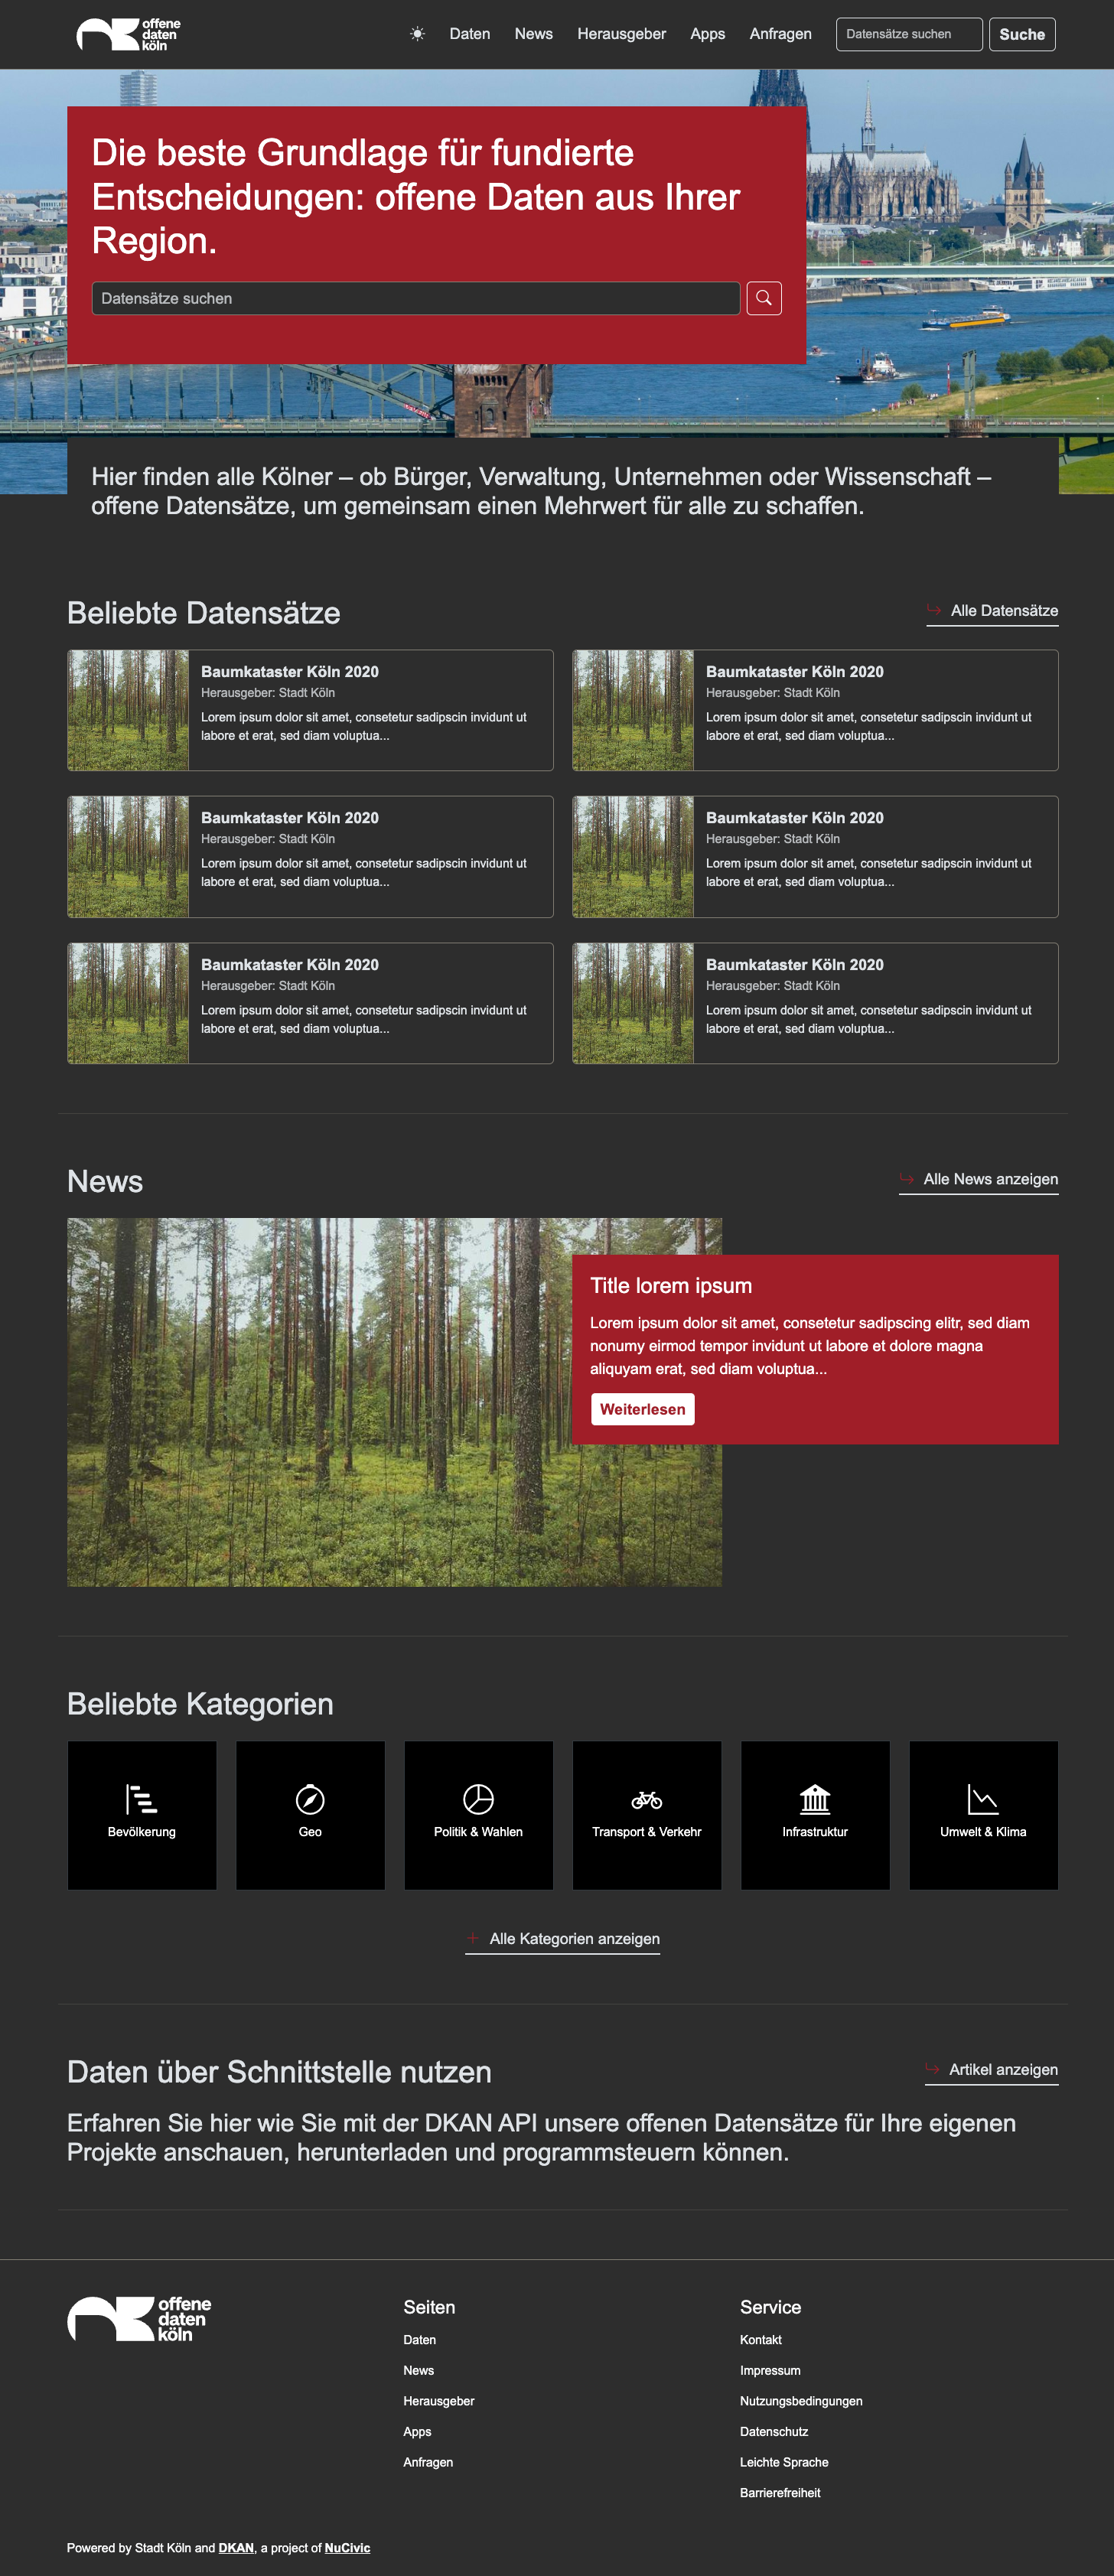 offene
daten
köln
Daten
News
Herausgeber
Apps
Anfragen
Datensätze suchen
Suche
Die beste Grundlage für fundierte
Entscheidungen: offene Daten aus Ihrer
Region.
Datensätze suchen
Hier finden alle Kölner – ob Bürger, Verwaltung, Unternehmen oder Wissenschaft –
offene Datensätze, um gemeinsam einen Mehrwert für alle zu schaffen.
Beliebte Datensätze
Alle Datensätze
Baumkataster Köln 2020
Herausgeber: Stadt Köln
Lorem ipsum dolor sit amet, consetetur sadipscin invidunt ut
labore et erat, sed diam voluptua...
Baumkataster Köln 2020
Herausgeber: Stadt Köln
Lorem ipsum dolor sit amet, consetetur sadipscin invidunt ut
labore et erat, sed diam voluptua...
Baumkataster Köln 2020
Herausgeber: Stadt Köln
Lorem ipsum dolor sit amet, consetetur sadipscin invidunt ut
labore et erat, sed diam voluptua...
Baumkataster Köln 2020
Herausgeber: Stadt Köln
Lorem ipsum dolor sit amet, consetetur sadipscin invidunt ut
labore et erat, sed diam voluptua...
Baumkataster Köln 2020
Herausgeber: Stadt Köln
Lorem ipsum dolor sit amet, consetetur sadipscin invidunt ut
labore et erat, sed diam voluptua...
Baumkataster Köln 2020
Herausgeber: Stadt Köln
Lorem ipsum dolor sit amet, consetetur sadipscin invidunt ut
labore et erat, sed diam voluptua...
News
Alle News anzeigen
Title lorem ipsum
Lorem ipsum dolor sit amet, consetetur sadipscing elitr, sed diam
nonumy eirmod tempor invidunt ut labore et dolore magna
aliquyam erat, sed diam voluptua...
Weiterlesen
Beliebte Kategorien
Bevölkerung
Geo
Politik & Wahlen
Transport & Verkehr
Infrastruktur
Umwelt & Klima
Alle Kategorien anzeigen
Daten über Schnittstelle nutzen
Artikel anzeigen
Erfahren Sie hier wie Sie mit der DKAN API unsere offenen Datensätze für Ihre eigenen
Projekte anschauen, herunterladen und programmsteuern können.
offene
daten
köln
Seiten
Daten
News
Herausgeber
Apps
Anfragen
Service
Kontakt
Impressum
Nutzungsbedingungen
Datenschutz
Leichte Sprache
Barrierefreiheit
Powered by Stadt Köln and DKAN, a project of NuCivic